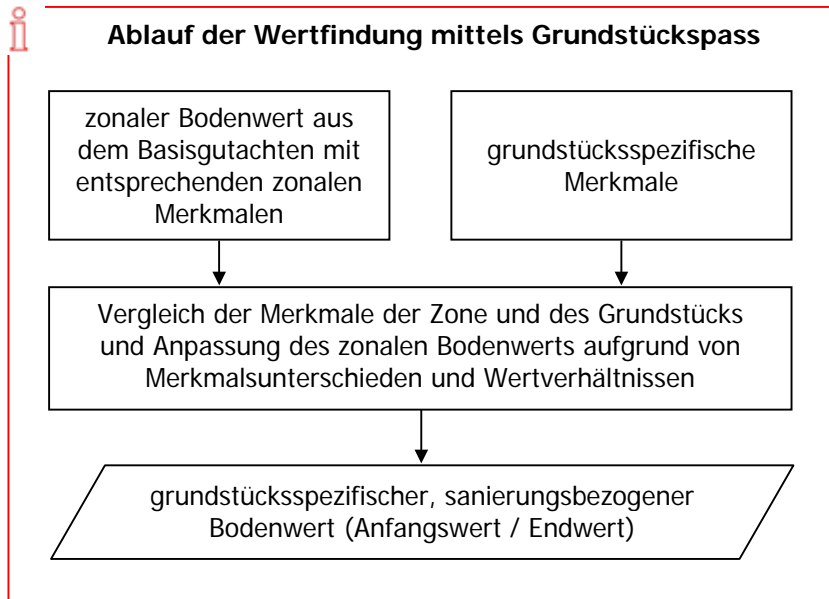 Ablauf der Wertfindung mittels Grundstückspass
zonaler Bodenwert aus
dem Basisgutachten mit
entsprechenden zonalen
Merkmalen
grundstücksspezifische
Merkmale
Vergleich der Merkmale der Zone und des Grundstücks
und Anpassung des zonalen Bodenwerts aufgrund von
Merkmalsunterschieden und Wertverhältnissen
grundstücksspezifischer, sanierungsbezogener
Bodenwert (Anfangswert / Endwert)